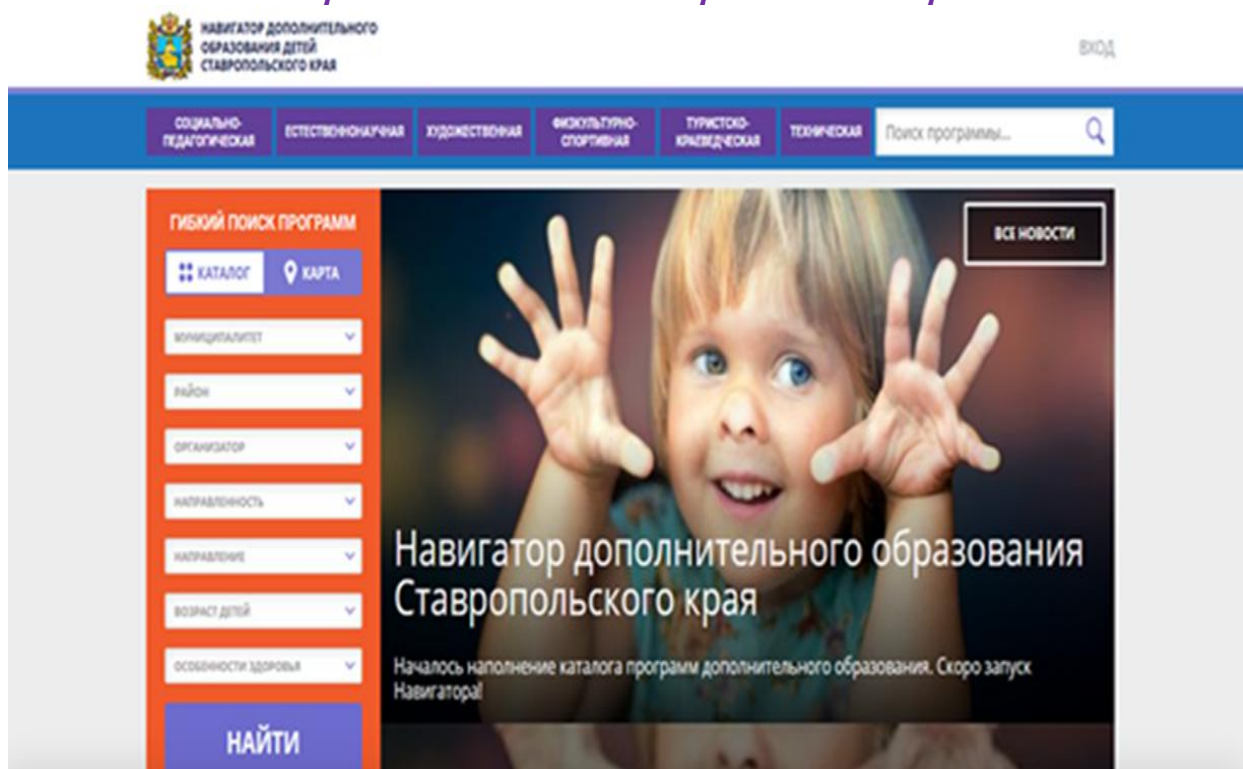 НАВИГАТОР ДОПОЛНИТЕЛЬНОГО
ОБРАЗОВАНИЯ ДЕТЕЙ
СТАВРОПОЛЬСКОГО КРАЯ
ВХОД
СОЦИАЛЬНО-
ПЕДАГОГИЧЕСКАЯ
ЕСТЕСТВЕННОНАУЧНАЯ
ХУДОЖЕСТВЕННАЯ
ФИЗКУЛЬТУРНО-
СПОРТИВНАЯ
ТУРИСТСКО-
КРАЕВЕДЧЕСКАЯ
ТЕХНИЧЕСКАЯ
Поиск программы...
ГИБКИЙ ПОИСК ПРОГРАММ
КАТАЛОГ
КАРТА
МУНИЦИПАЛИТЕТ
РАЙОН
ОРГАНИЗАТОР
НАПРАВЛЕННОСТЬ
НАПРАВЛЕНИЕ
ВОЗРАСТ ДЕТЕЙ
ОСОБЕННОСТИ ЗДОРОВЬЯ
НАЙТИ
ВСЕ НОВОСТИ
Навигатор дополнительного образования
Ставропольского края
Началось наполнение каталога программ дополнительного образования. Скоро запуск
Навигатора!